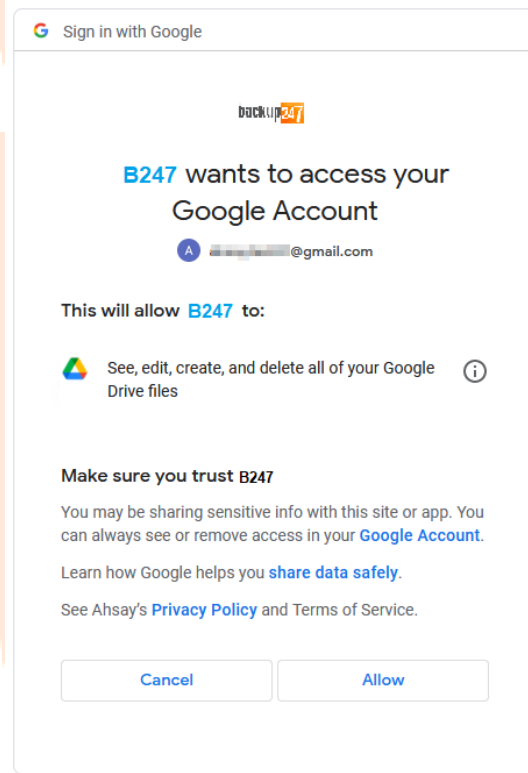 Sign in with Google
backup247
B247 wants to access your
Google Account
A @gmail.com
This will allow B247 to:
See, edit, create, and delete all of your Google
Drive files
Make sure you trust B247
You may be sharing sensitive info with this site or app. You
can always see or remove access in your Google Account.
Learn how Google helps you share data safely.
See Ahsay's Privacy Policy and Terms of Service.
Cancel Allow